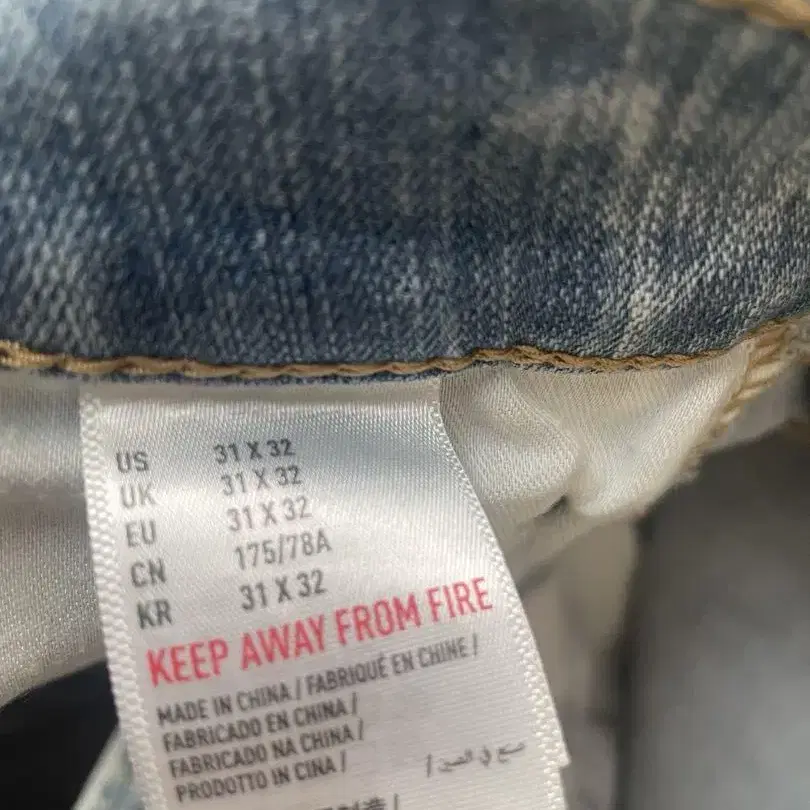 US 31 X 32
UK 31 X 32
EU 31 X 32
CN 175/78A
KR 31 X 32
KEEP AWAY FROM FIRE
MADE IN CHINA / FABRIQUÉ EN CHINE /
FABRICADO EN CHINA /
FABRICADO NA CHINA /
PRODOTTO IN CINA / صنع في الصين /